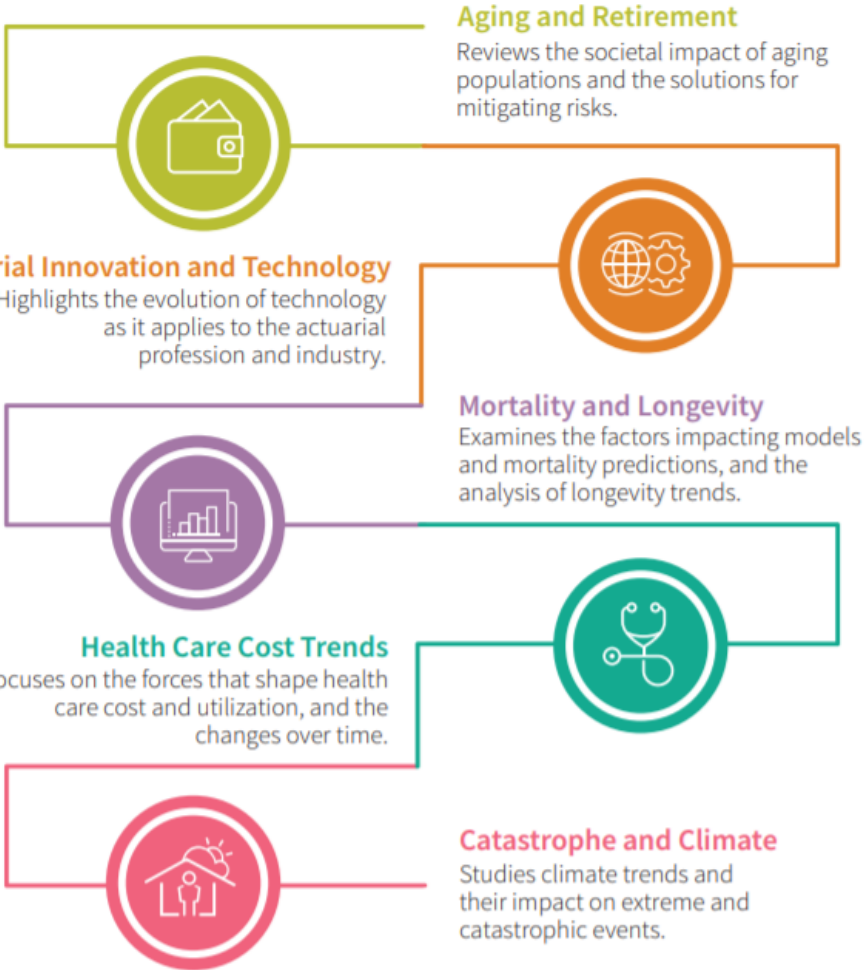 Aging and Retirement
Reviews the societal impact of aging
populations and the solutions for
mitigating risks.
rial Innovation and Technology
Highlights the evolution of technology
as it applies to the actuarial
profession and industry.
Mortality and Longevity
Examines the factors impacting models
and mortality predictions, and the
analysis of longevity trends.
Health Care Cost Trends
ocuses on the forces that shape health
care cost and utilization, and the
changes over time.
Catastrophe and Climate
Studies climate trends and
their impact on extreme and
catastrophic events.